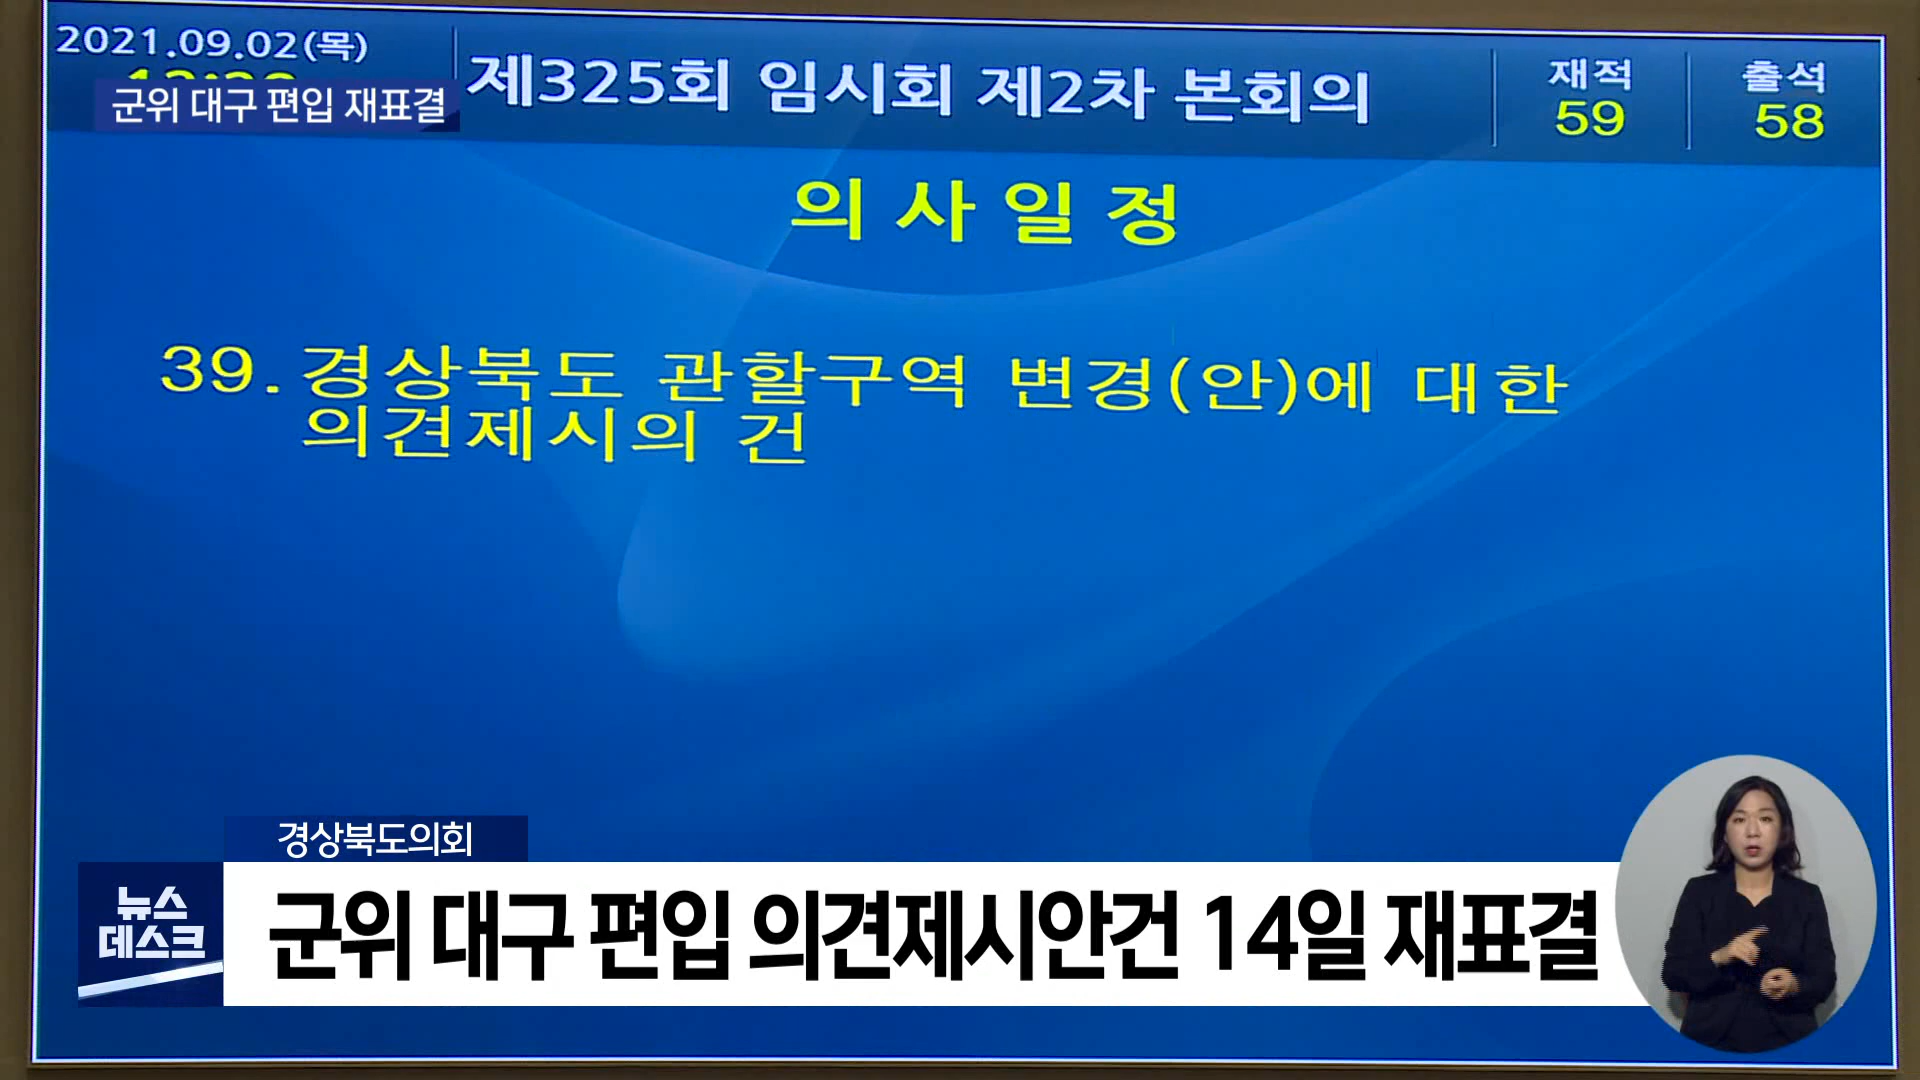 2021.09.02(목)
군위 대구 편입 재표결
제325회 임시회 제2차 본회의
재적
59
출석
58
의사일정
39. 경상북도 관할구역 변경(안)에 대한
의견제시의 건
경상북도의회
뉴스
데스크
군위 대구 편입 의견제시안건 14일 재표결